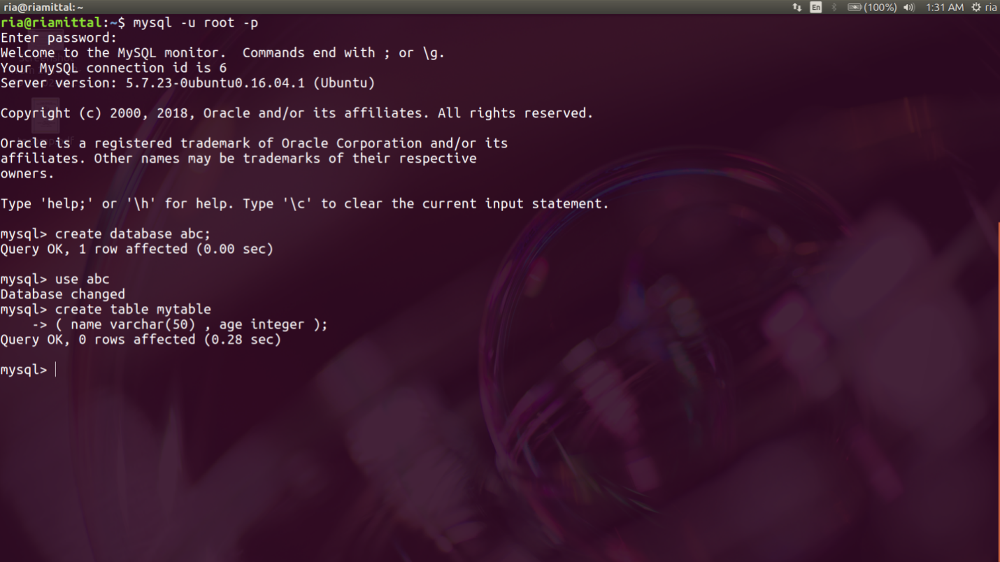 ria@riamittal: ~
En
(100%)
1:31 AM
ria
ria@riamittal:~$ mysql -u root -p
Enter password:
Welcome to the MySQL monitor.  Commands end with ; or \g.
Your MySQL connection id is 6
Server version: 5.7.23-0ubuntu0.16.04.1 (Ubuntu)
Copyright (c) 2000, 2018, Oracle and/or its affiliates. All rights reserved.
Oracle is a registered trademark of Oracle Corporation and/or its
affiliates. Other names may be trademarks of their respective
owners.
Type 'help;' or '\h' for help. Type '\c' to clear the current input statement.
mysql> create database abc;
Query OK, 1 row affected (0.00 sec)
mysql> use abc
Database changed
mysql> create table mytable
    -> ( name varchar(50) , age integer );
Query OK, 0 rows affected (0.28 sec)
mysql>